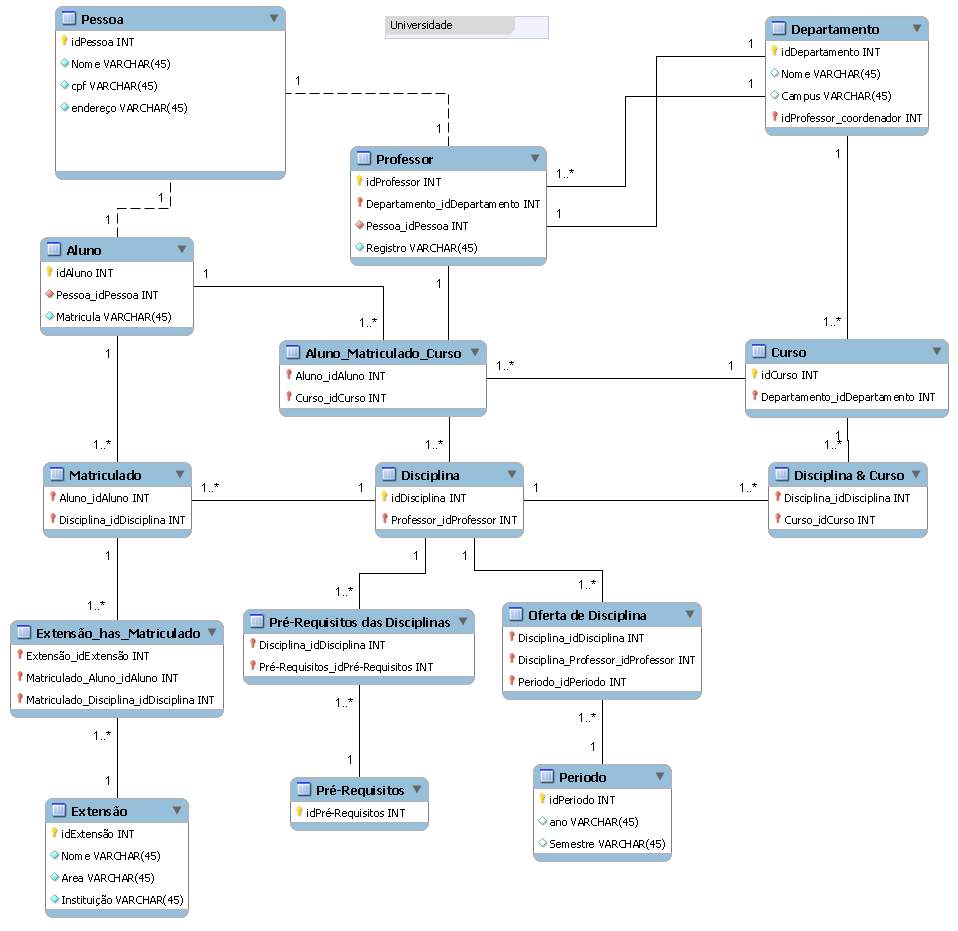 Universidade
Pessoa
idPessoa INT
Nome VARCHAR(45)
cpf VARCHAR(45)
endereço VARCHAR(45)
Departamento
idDepartamento INT
Nome VARCHAR(45)
Campus VARCHAR(45)
idProfessor_coordenador INT
1
1
1
1
Professor
idProfessor INT
Departamento_idDepartamento INT
Pessoa_idPessoa INT
Registro VARCHAR(45)
1..*
1
1
1
1
Aluno
idAluno INT
Pessoa_idPessoa INT
Matricula VARCHAR(45)
1
1..*
1
1
1..*
Aluno_Matriculado_Curso
Aluno_idAluno INT
Curso_idCurso INT
1..*
1
Curso
idCurso INT
Departamento_idDepartamento INT
1
1..*
1..*
1
1..*
Matriculado
Aluno_idAluno INT
Disciplina_idDisciplina INT
1..*
1
Disciplina
idDisciplina INT
Professor_idProfessor INT
1
1..*
Disciplina & Curso
Disciplina_idDisciplina INT
Curso_idCurso INT
1
1..*
1
1
1..*
1..*
Extensão_has_Matriculado
Extensão_idExtensão INT
Matriculado_Aluno_idAluno INT
Matriculado_Disciplina_idDisciplina INT
Pré-Requisitos das Disciplinas
Disciplina_idDisciplina INT
Pré-Requisitos_idPré-Requisitos INT
Oferta de Disciplina
Disciplina_idDisciplina INT
Disciplina_Professor_idProfessor INT
Periodo_idPeriodo INT
1..*
1
1..*
1
1..*
1
Extensão
idExtensão INT
Nome VARCHAR(45)
Area VARCHAR(45)
Instituição VARCHAR(45)
Pré-Requisitos
idPré-Requisitos INT
Periodo
idPeriodo INT
ano VARCHAR(45)
Semestre VARCHAR(45)